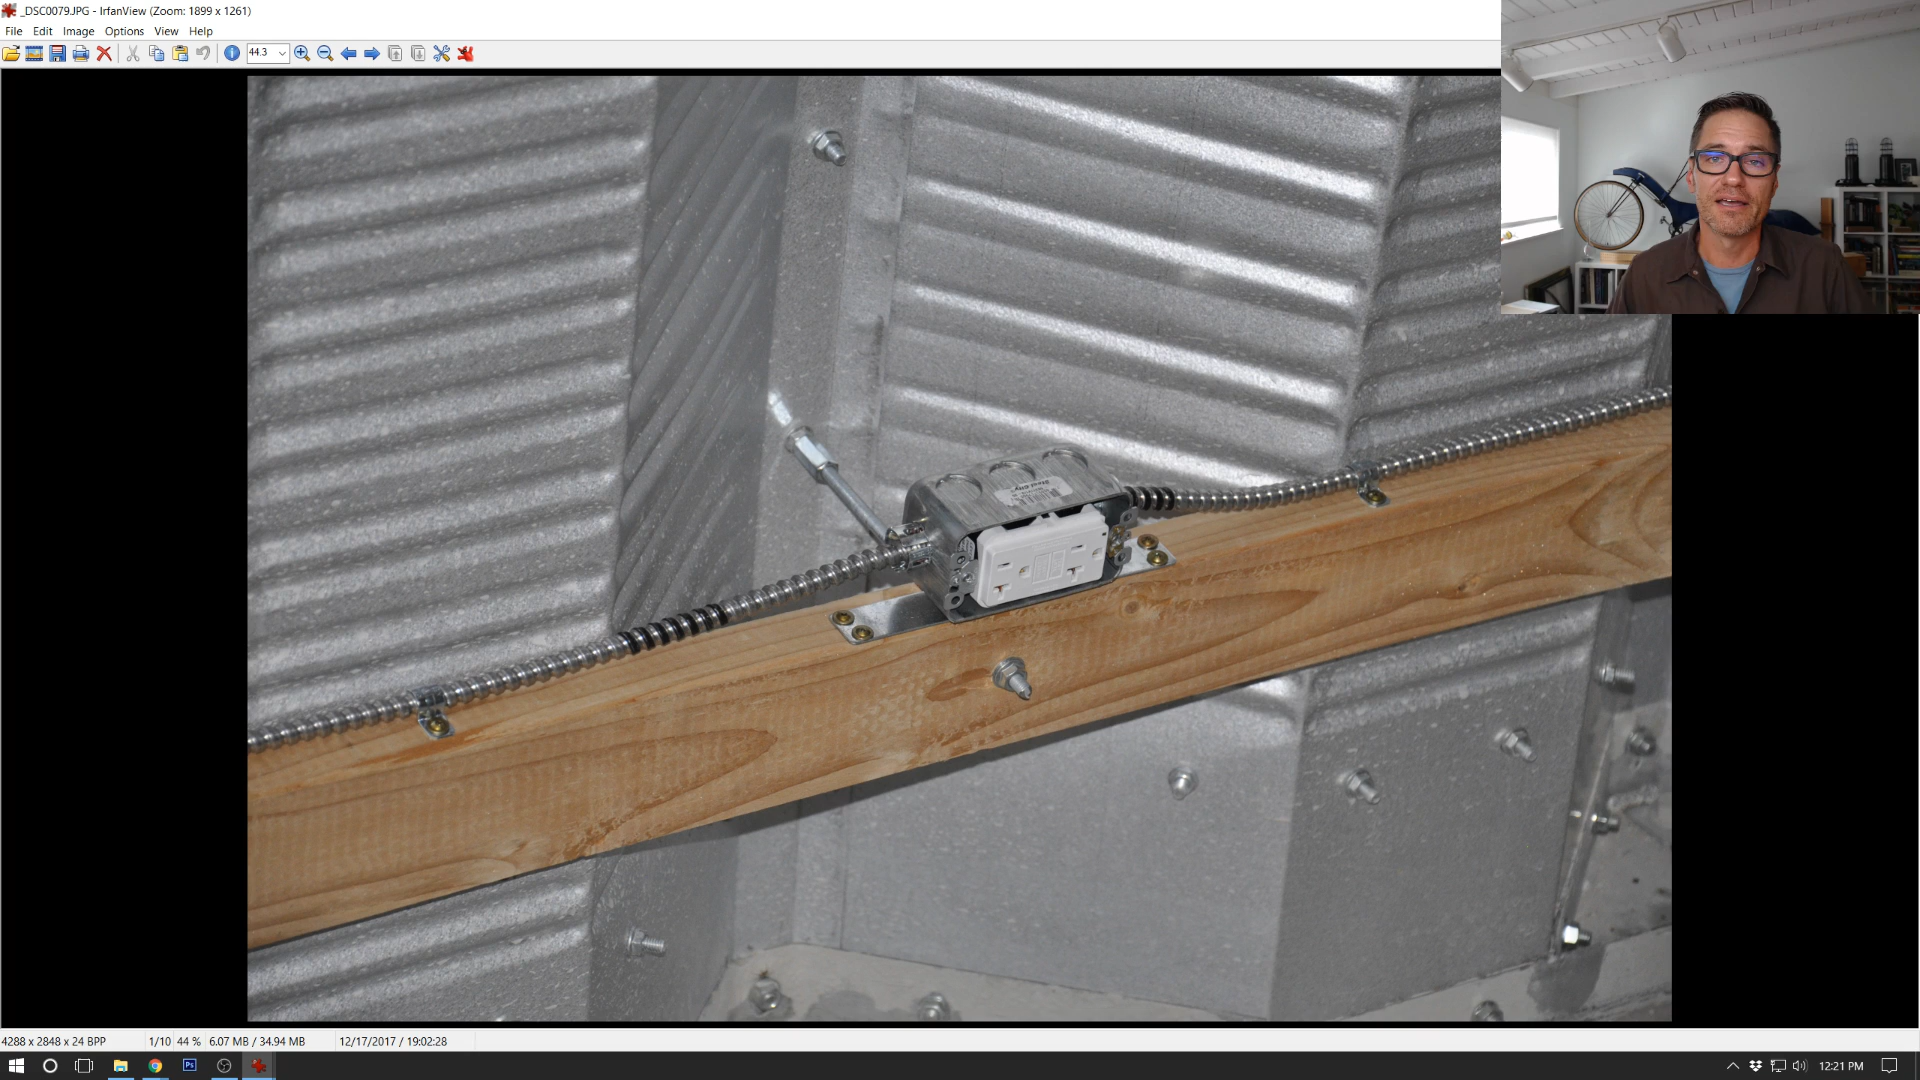 _DSC0079.JPG - IrfanView (Zoom: 1899 x 1261)
File Edit Image Options View Help
44.3
4288 x 2848 x 24 BPP 1/10 44 % 6.07 MB / 34.94 MB 12/17/2017 / 19:02:28
Ps
12:21 PM